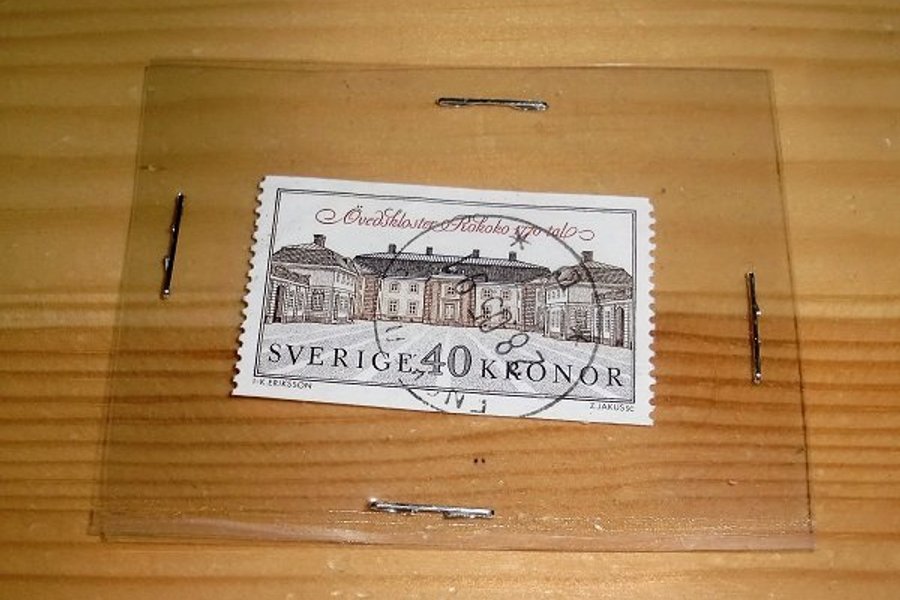 Övedskloster Rokoko 1770-tal
SVERIGE 40 KRONOR
J-K. ERIKSSON
Z. JAKUS SC